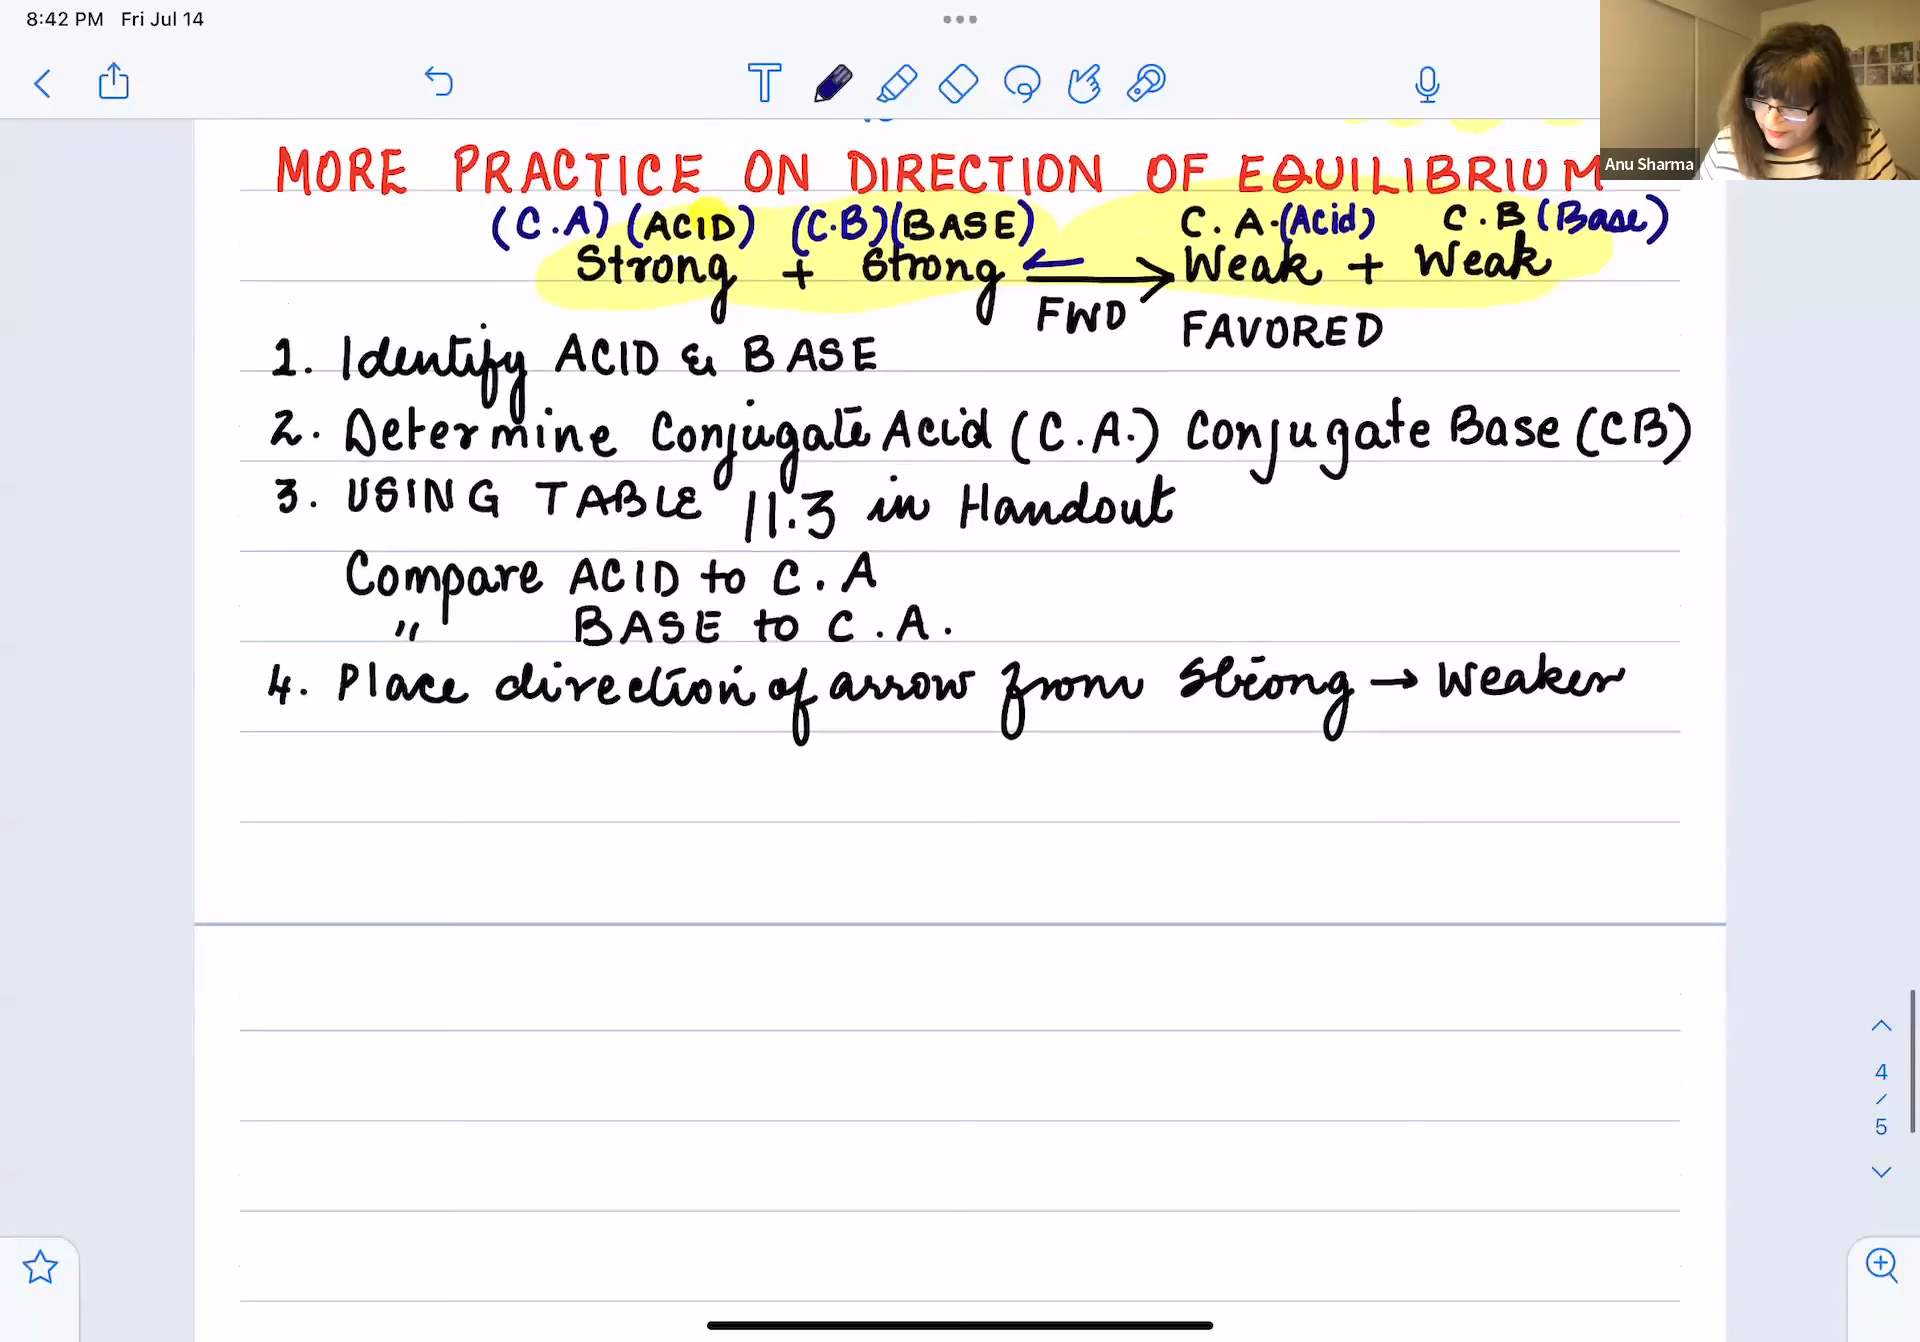 8:42 PM Fri Jul 14
Anu Sharma
MORE PRACTICE ON DIRECTION OF EQUILIBRIUM
(C.A) (ACID) (C.B)(BASE) C.A.(Acid) C.B(Base)
Strong + Strong ⇄ Weak + Weak
FWD FAVORED
1. Identify ACID & BASE
2. Determine Conjugate Acid (C.A.) Conjugate Base (CB)
3. USING TABLE 11.3 in Handout
Compare ACID to C.A
" BASE to C.A.
4. Place direction of arrow from Strong → Weaker
4
/
5